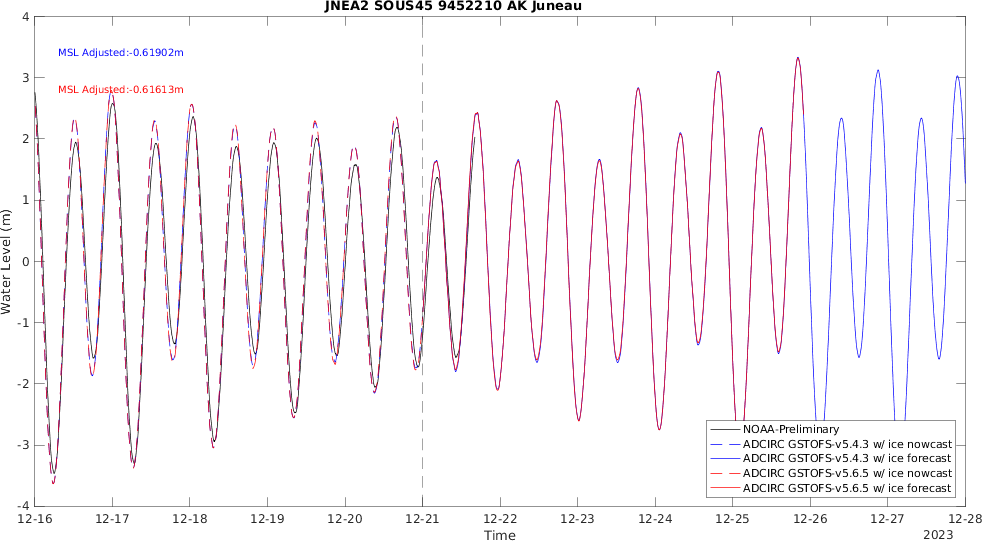 JNEA2 SOUS45 9452210 AK Juneau
4
3
2
1
0
-1
-2
-3
-4
Water Level (m)
MSL Adjusted:-0.61902m
MSL Adjusted:-0.61613m
NOAA-Preliminary
ADCIRC GSTOFS-v5.4.3 w/ ice nowcast
ADCIRC GSTOFS-v5.4.3 w/ ice forecast
ADCIRC GSTOFS-v5.6.5 w/ ice nowcast
ADCIRC GSTOFS-v5.6.5 w/ ice forecast
12-16 12-17 12-18 12-19 12-20 12-21 12-22 12-23 12-24 12-25 12-26 12-27 12-28
Time
2023